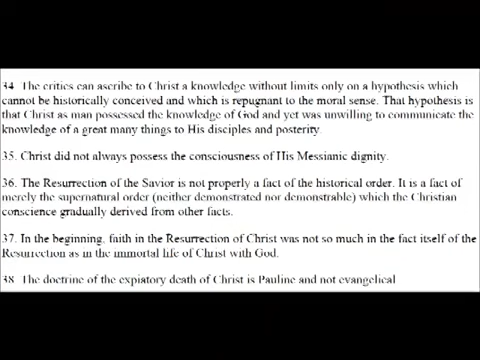 34. The critics can ascribe to Christ a knowledge without limits only on a hypothesis which
cannot be historically conceived and which is repugnant to the moral sense. That hypothesis is
that Christ as man possessed the knowledge of God and yet was unwilling to communicate the
knowledge of a great many things to His disciples and posterity.
35. Christ did not always possess the consciousness of His Messianic dignity.
36. The Resurrection of the Savior is not properly a fact of the historical order. It is a fact of
merely the supernatural order (neither demonstrated nor demonstrable) which the Christian
conscience gradually derived from other facts.
37. In the beginning, faith in the Resurrection of Christ was not so much in the fact itself of the
Resurrection as in the immortal life of Christ with God.
38. The doctrine of the expiatory death of Christ is Pauline and not evangelical